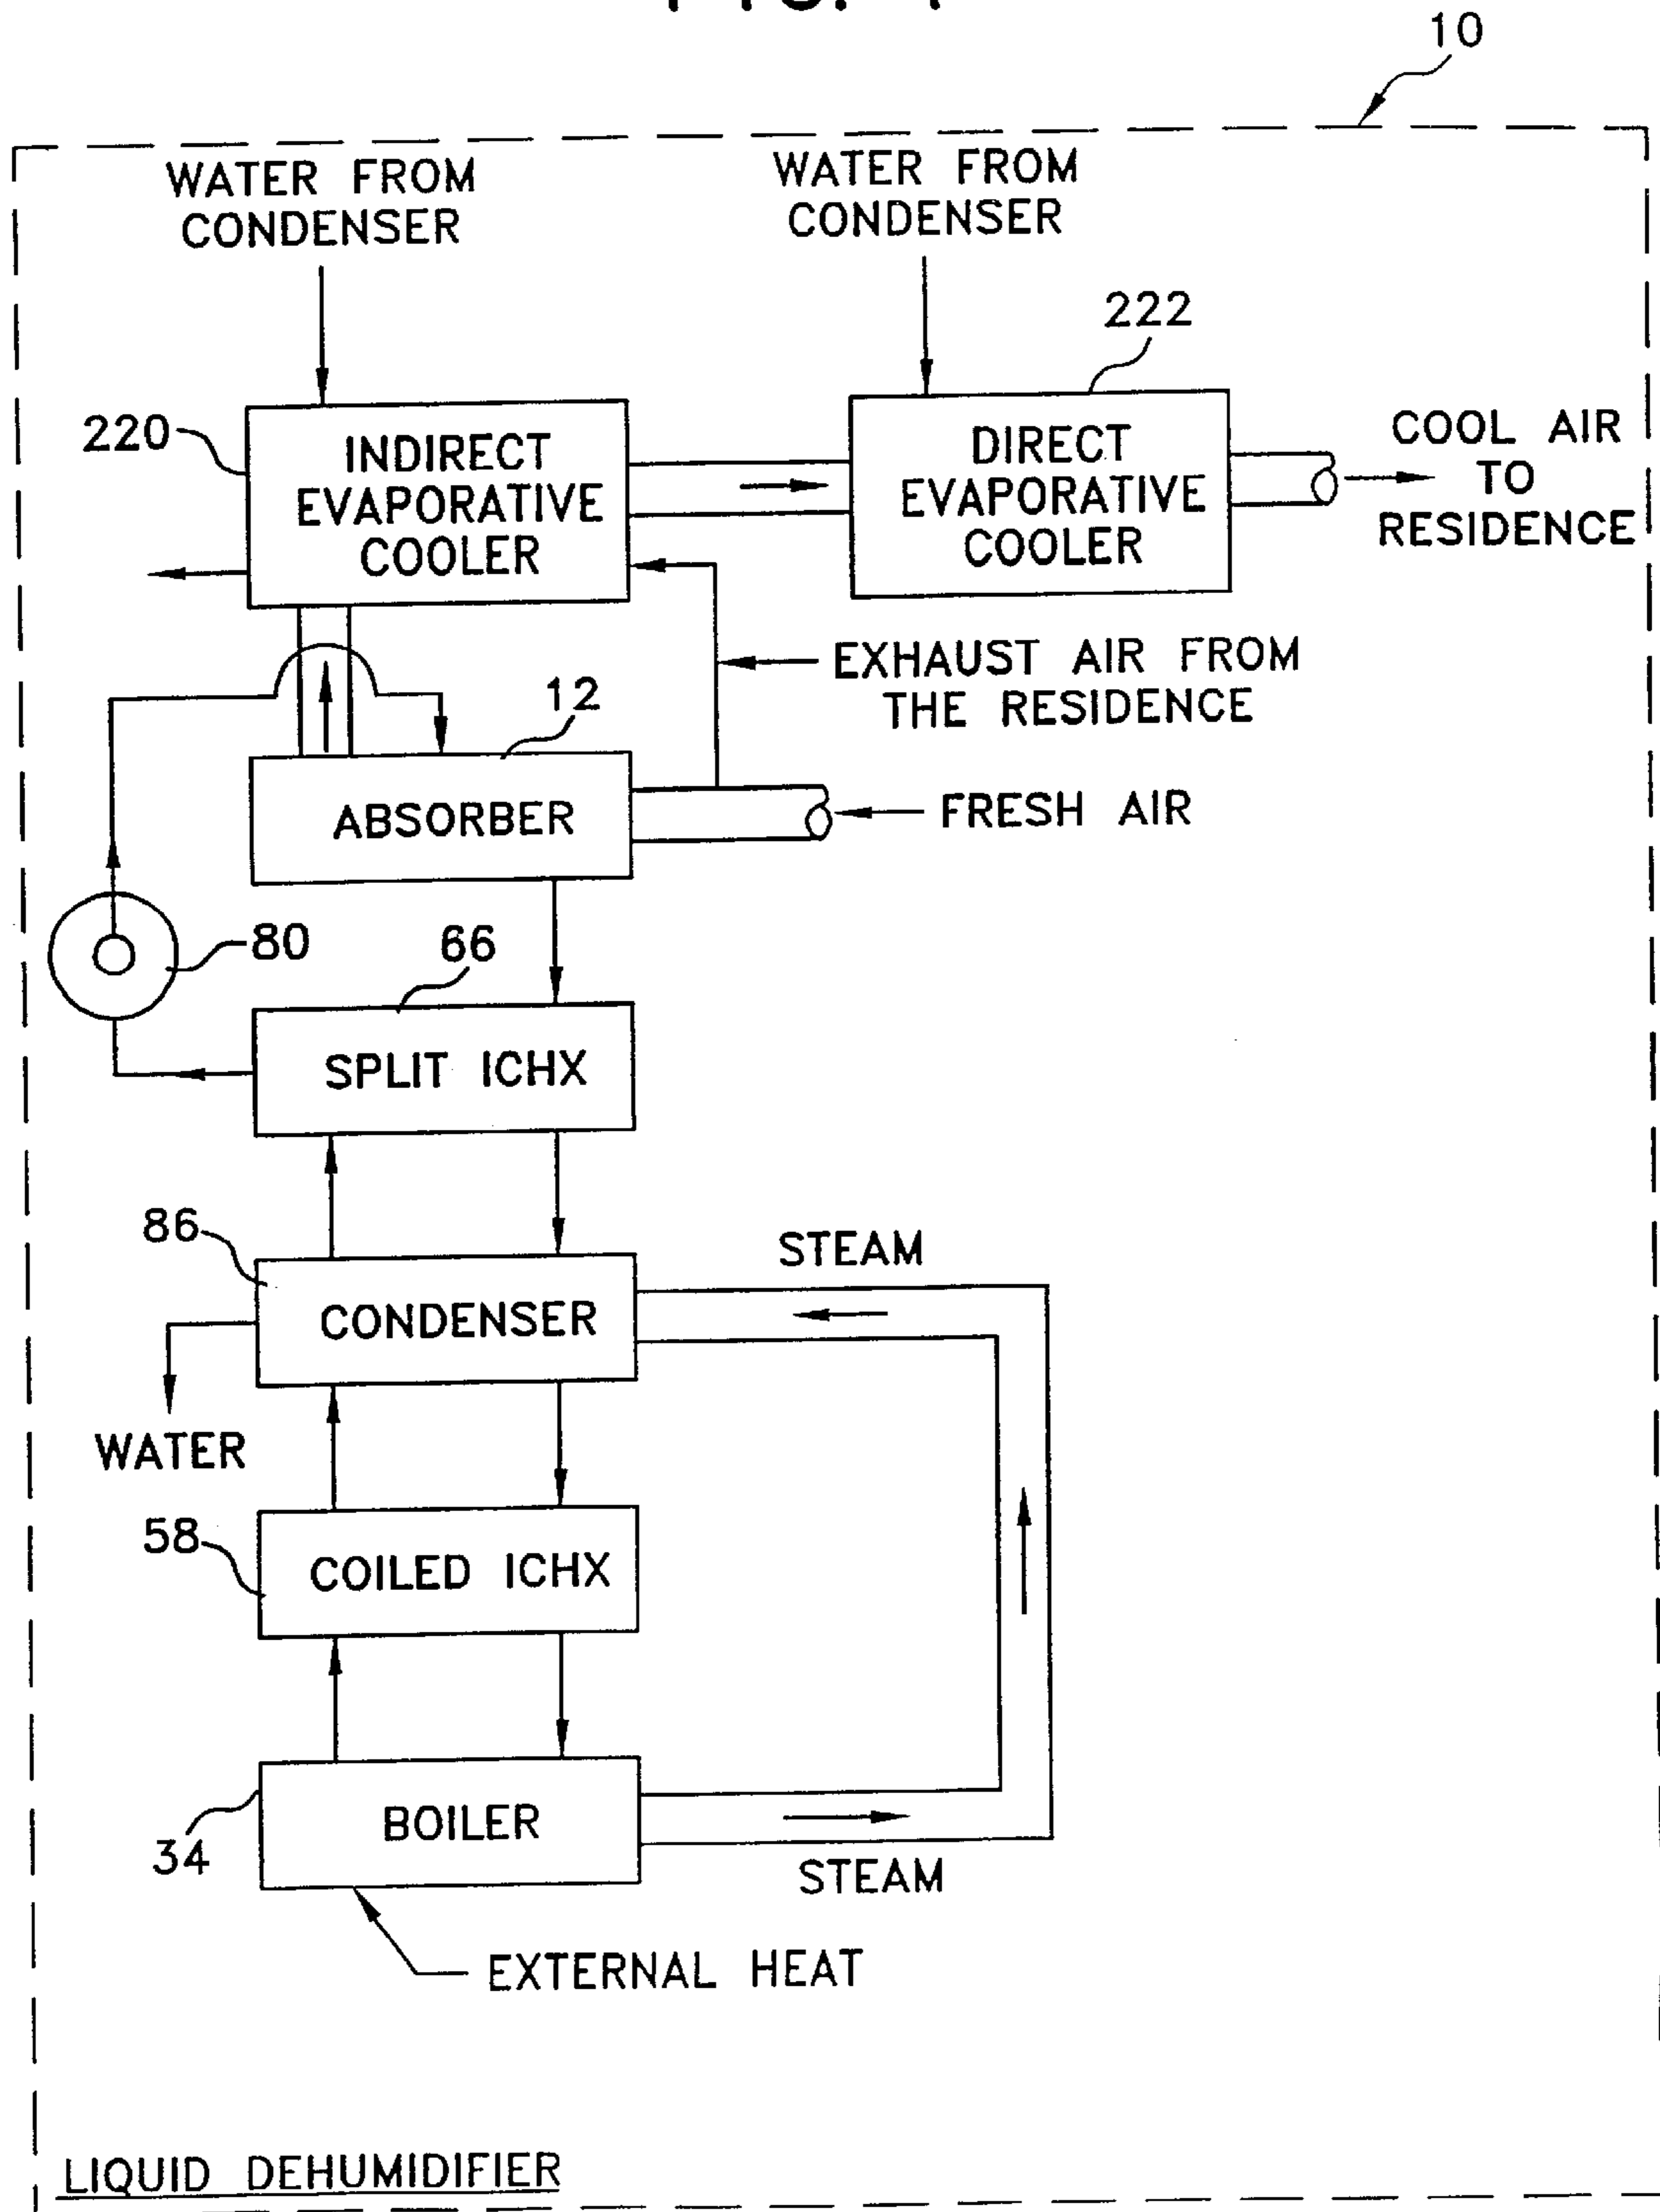 10
WATER FROM
CONDENSER
WATER FROM
CONDENSER
222
220
INDIRECT
EVAPORATIVE
COOLER
DIRECT
EVAPORATIVE
COOLER
COOL AIR
TO
RESIDENCE
EXHAUST AIR FROM
THE RESIDENCE
12
ABSORBER
FRESH AIR
80
66
SPLIT ICHX
86
STEAM
CONDENSER
WATER
58
COILED ICHX
BOILER
34
STEAM
EXTERNAL HEAT
LIQUID DEHUMIDIFIER